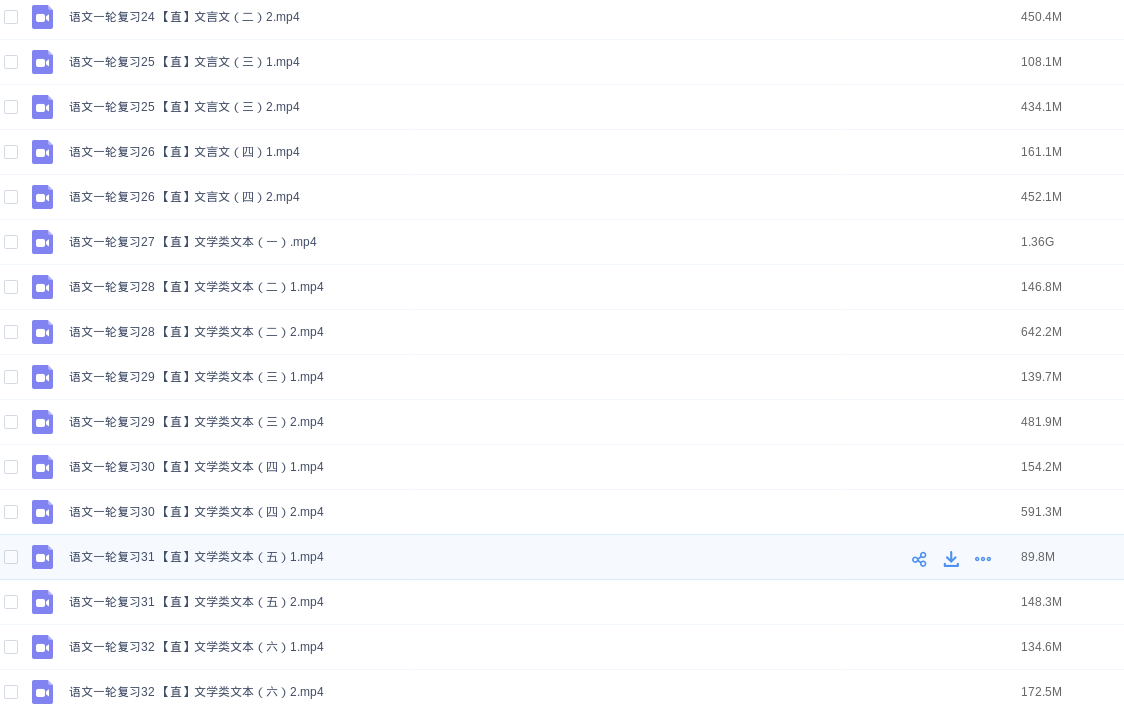 语文一轮复习24 【直】文言文（二）2.mp4 450.4M
语文一轮复习25 【直】文言文（三）1.mp4 108.1M
语文一轮复习25 【直】文言文（三）2.mp4 434.1M
语文一轮复习26 【直】文言文（四）1.mp4 161.1M
语文一轮复习26 【直】文言文（四）2.mp4 452.1M
语文一轮复习27 【直】文学类文本（一）.mp4 1.36G
语文一轮复习28 【直】文学类文本（二）1.mp4 146.8M
语文一轮复习28 【直】文学类文本（二）2.mp4 642.2M
语文一轮复习29 【直】文学类文本（三）1.mp4 139.7M
语文一轮复习29 【直】文学类文本（三）2.mp4 481.9M
语文一轮复习30 【直】文学类文本（四）1.mp4 154.2M
语文一轮复习30 【直】文学类文本（四）2.mp4 591.3M
语文一轮复习31 【直】文学类文本（五）1.mp4 89.8M
语文一轮复习31 【直】文学类文本（五）2.mp4 148.3M
语文一轮复习32 【直】文学类文本（六）1.mp4 134.6M
语文一轮复习32 【直】文学类文本（六）2.mp4 172.5M